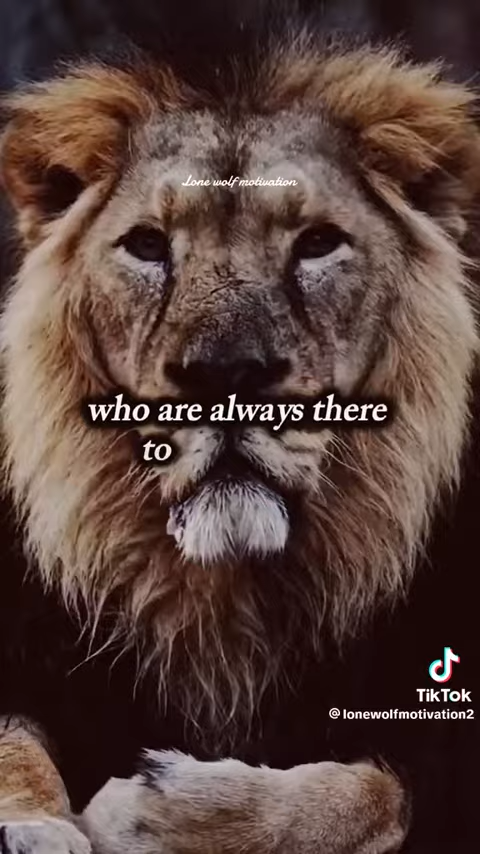 Lone wolf motivation
who are always there
to
TikTok
@lonewolfmotivation2